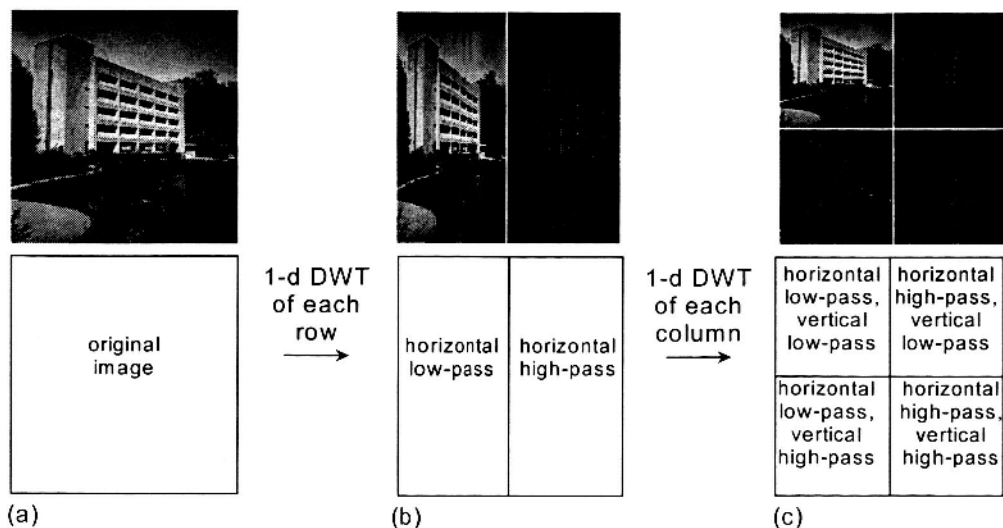 original
image
1-d DWT
of each
row
horizontal
low-pass
horizontal
high-pass
1-d DWT
of each
column
horizontal
low-pass,
vertical
low-pass
horizontal
high-pass,
vertical
low-pass
horizontal
low-pass,
vertical
high-pass
horizontal
high-pass,
vertical
high-pass
(a)
(b)
(c)